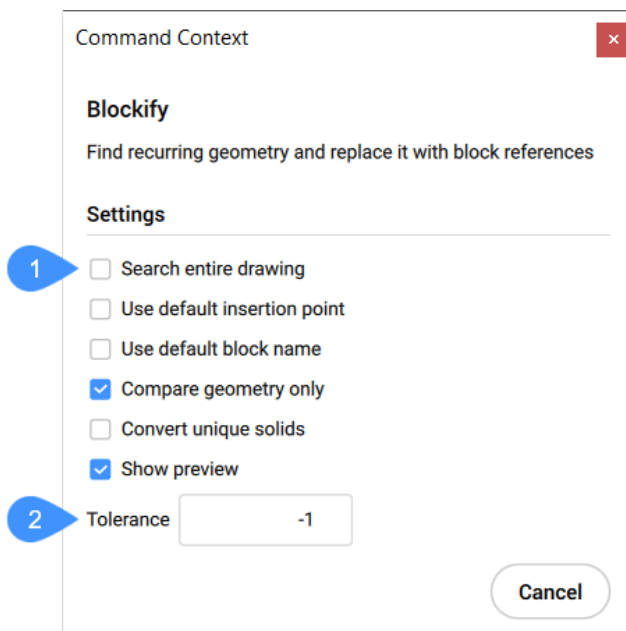 Command Context
Blockify
Find recurring geometry and replace it with block references
Settings
1
Search entire drawing
Use default insertion point
Use default block name
Compare geometry only
Convert unique solids
Show preview
2
Tolerance -1
Cancel